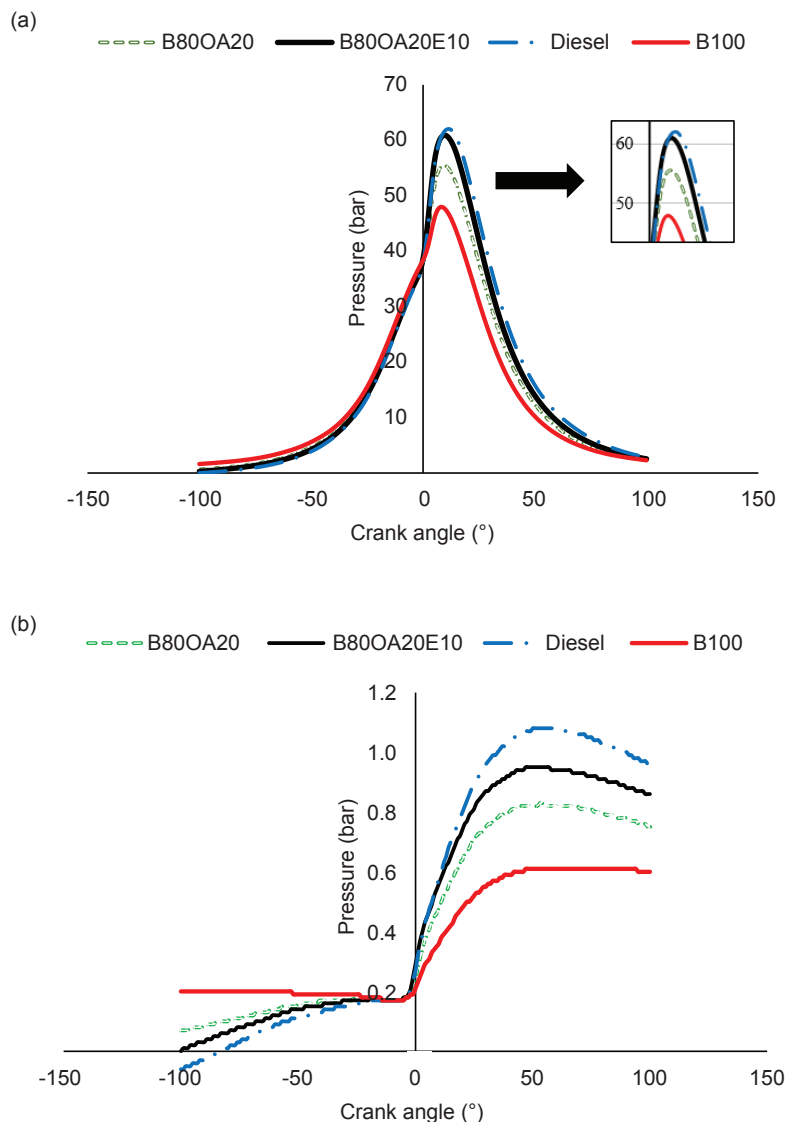 (a)
B80OA20 B80OA20E10 Diesel B100
70
60
50
40
30
20
10
Pressure (bar)
60
50
-150 -100 -50 0 50 100 150
Crank angle (°)
(b)
B80OA20 B80OA20E10 Diesel B100
1.2
1.0
0.8
0.6
0.4
0.2
Pressure (bar)
-150 -100 -50 0 50 100 150
Crank angle (°)